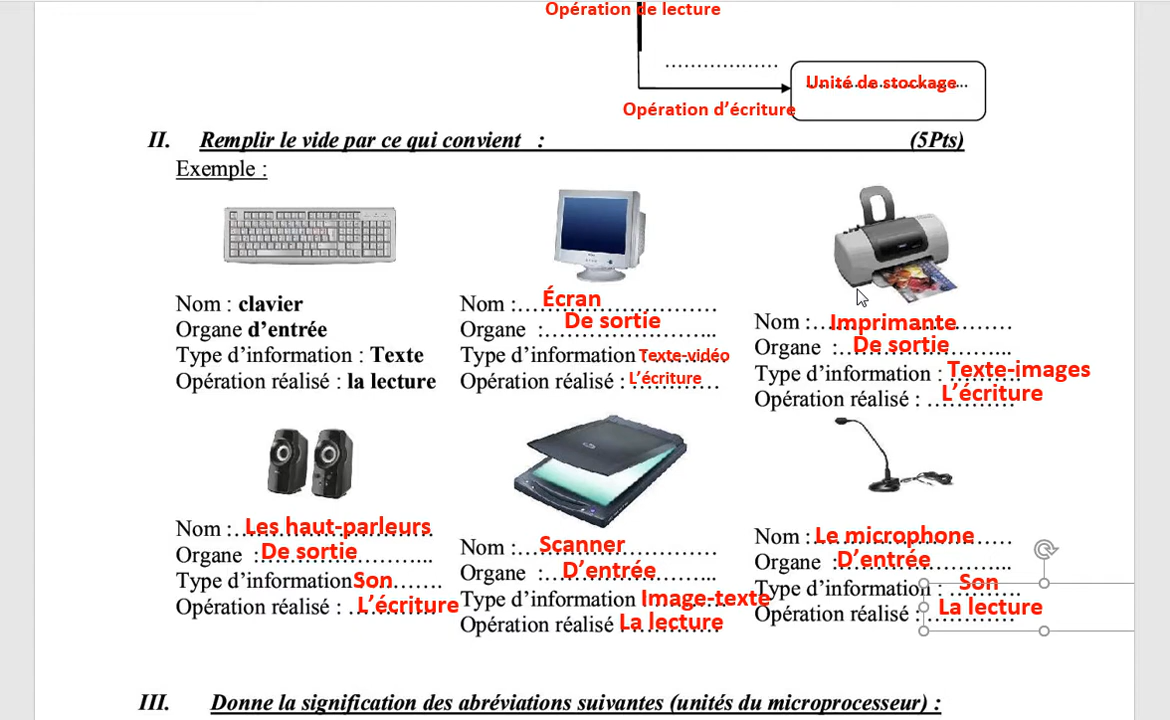 Opération de lecture
………………
Unité de stockage…
Opération d’écriture
II. Remplir le vide par ce qui convient : (5Pts)
Exemple :
Nom : clavier
Organe d’entrée
Type d’information : Texte
Opération réalisé : la lecture
Nom :… Écran
Organe :… De sortie
Type d’information Texte-vidéo
Opération réalisé : L’écriture
Nom :… Imprimante
Organe :… De sortie
Type d’information : Texte-images
Opération réalisé : L’écriture
Nom :… Les haut-parleurs
Organe : De sortie
Type d’information Son
Opération réalisé : L’écriture
Nom :… Scanner
Organe :… D’entrée
Type d’information Image-texte
Opération réalisé La lecture
Nom : Le microphone
Organe : D’entrée
Type d’information : Son
Opération réalisé : La lecture
III. Donne la signification des abréviations suivantes (unités du microprocesseur) :